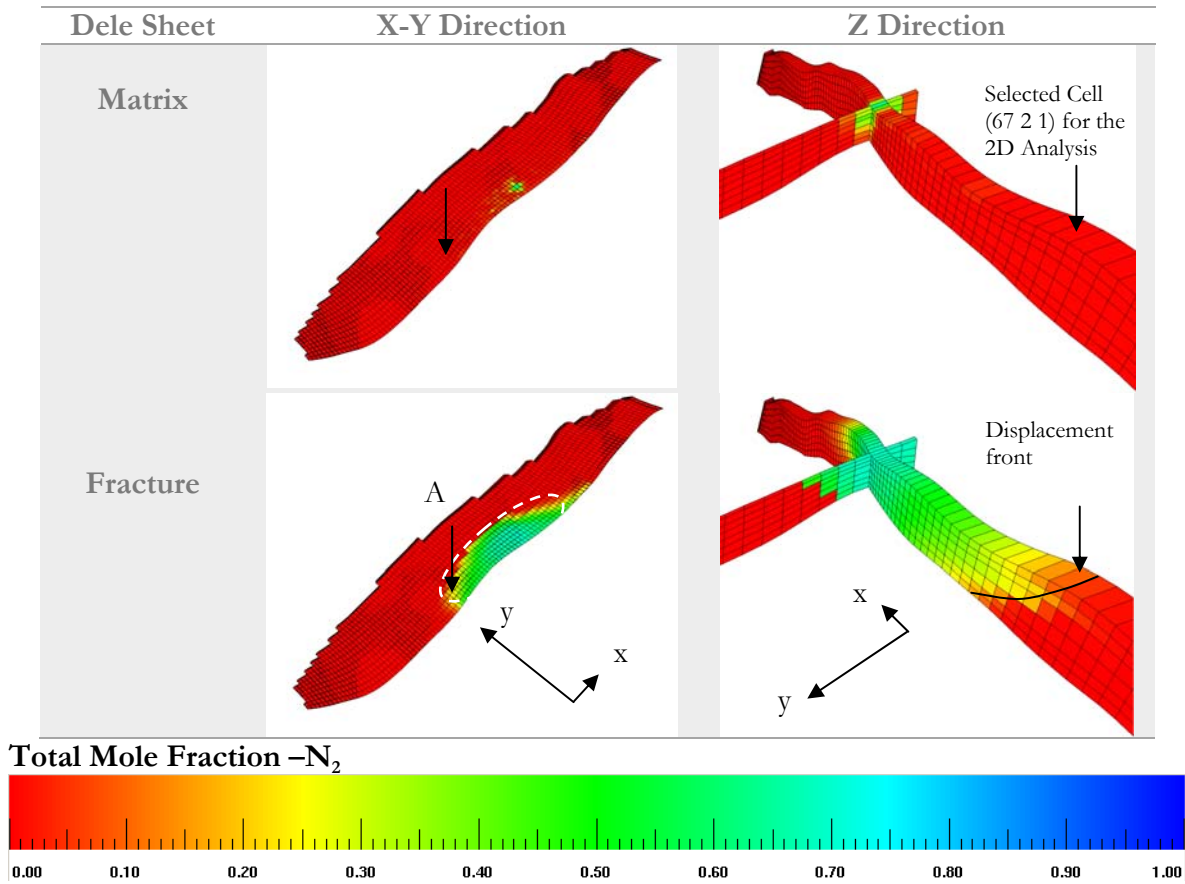 Dele Sheet X-Y Direction Z Direction
Matrix
Selected Cell
(67 2 1) for the
2D Analysis
Fracture
A
y
x
Displacement
front
x
y
Total Mole Fraction –N₂
0.00 0.10 0.20 0.30 0.40 0.50 0.60 0.70 0.80 0.90 1.00